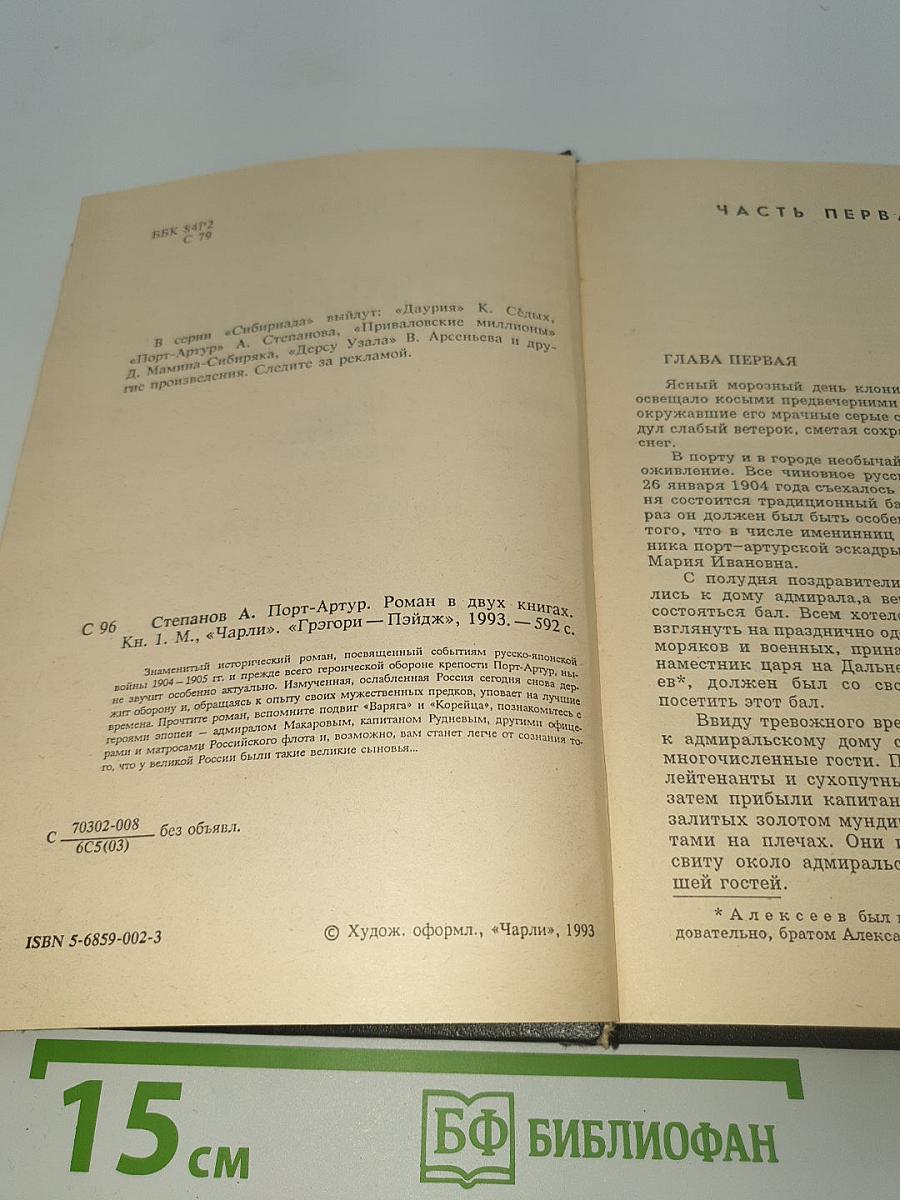 ББК 84Р2
С 79
В серии «Сибириада» выйдут: «Даурия» К. Седых,
«Порт-Артур» А. Степанова, «Приваловские миллионы»
Д. Мамина-Сибиряка, «Дерсу Узала» В. Арсеньева и дру-
гие произведения. Следите за рекламой.
С 96 Степанов А. Порт-Артур. Роман в двух книгах.
Кн. 1. М., «Чарли». «Грэгори — Пэйдж», 1993. — 592 с.
Знаменитый исторический роман, посвященный событиям русско-японской
войны 1904—1905 гг. и прежде всего героической обороне крепости Порт-Артур, ны-
не звучит особенно актуально. Измученная, ослабленная Россия сегодня снова дер-
жит оборону и, обращаясь к опыту своих мужественных предков, уповает на лучшие
времена. Прочтите роман, вспомните подвиг «Варяга» и «Корейца», познакомьтесь с
героями эпопеи — адмиралом Макаровым, капитаном Рудневым, другими офице-
рами и матросами Российского флота и, возможно, вам станет легче от сознания то-
го, что у великой России были такие великие сыновья...
С 70302-008 без объявл.
6С5(03)
ISBN 5-6859-002-3
© Худож. оформл., «Чарли», 1993
ЧАСТЬ ПЕРВА
ГЛАВА ПЕРВАЯ
Ясный морозный день клони
освещало косыми предвечерними
окружавшие его мрачные серые с
дул слабый ветерок, сметая сохра
снег.
В порту и в городе необычай
оживление. Все чиновное русск
26 января 1904 года съехалось
ня состоится традиционный ба
раз он должен был быть особе
того, что в числе именинниц
ника порт—артурской эскадры
Мария Ивановна.
С полудня поздравители
лись к дому адмирала,а ве
состояться бал. Всем хотело
взглянуть на празднично од
моряков и военных, прина
наместник царя на Дальне
ев*, должен был со сво
посетить этот бал.
Ввиду тревожного вре
к адмиральскому дому с
многочисленные гости. П
лейтенанты и сухопутны
затем прибыли капитан
залитых золотом мунди
тами на плечах. Они
свиту около адмиральс
шей гостей.
* Алексеев был
довательно, братом Алекса
15 см
БФ БИБЛИОФАН